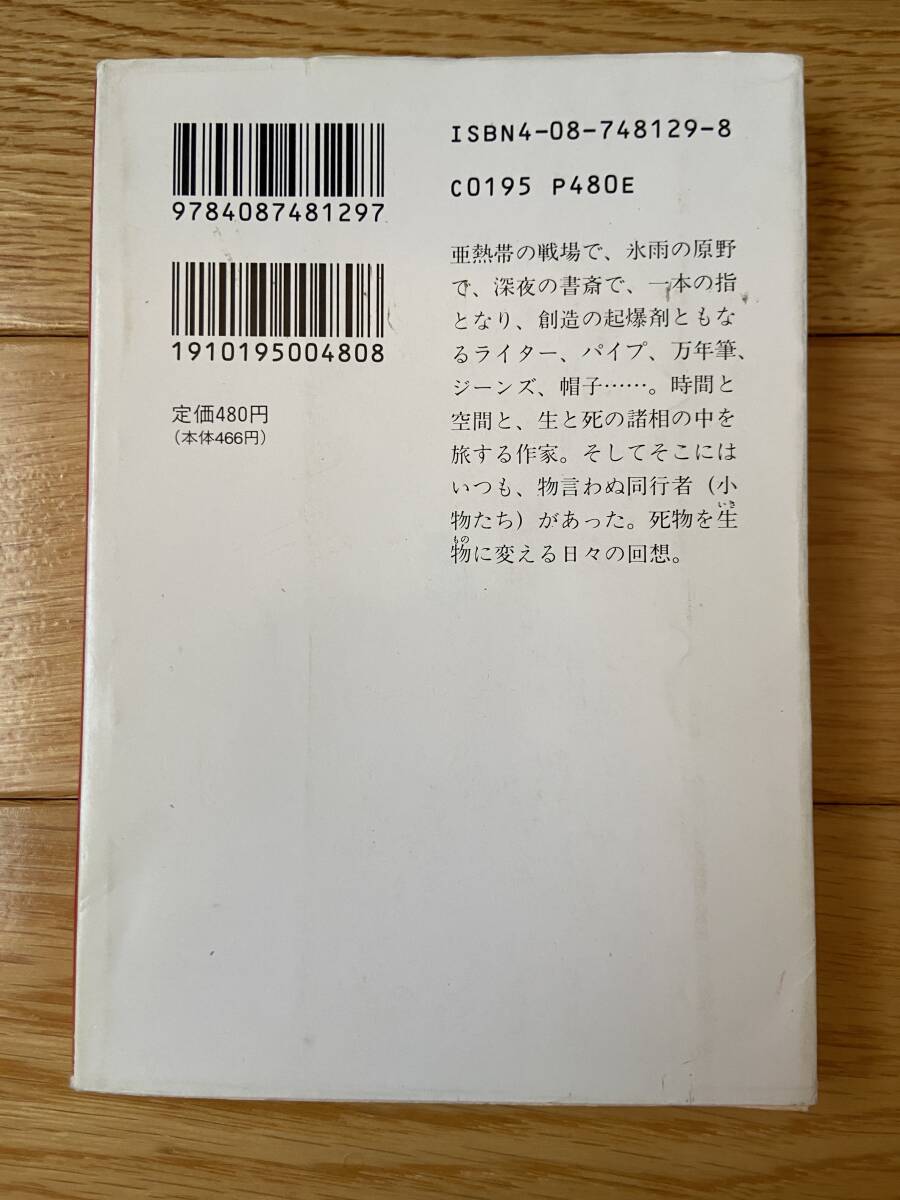 9784087481297
1910195004808
定価480円
(本体466円)
ISBN4-08-748129-8
C0195 P480E
亜熱帯の戦場で、氷雨の原野
で、深夜の書斎で、一本の指
となり、創造の起爆剤ともな
るライター、パイプ、万年筆、
ジーンズ、帽子……。時間と
空間と、生と死の諸相の中を
旅する作家。そしてそこには
いつも、物言わぬ同行者（小
物たち）があった。死物を生
いき
物に変える日々の回想。
もの